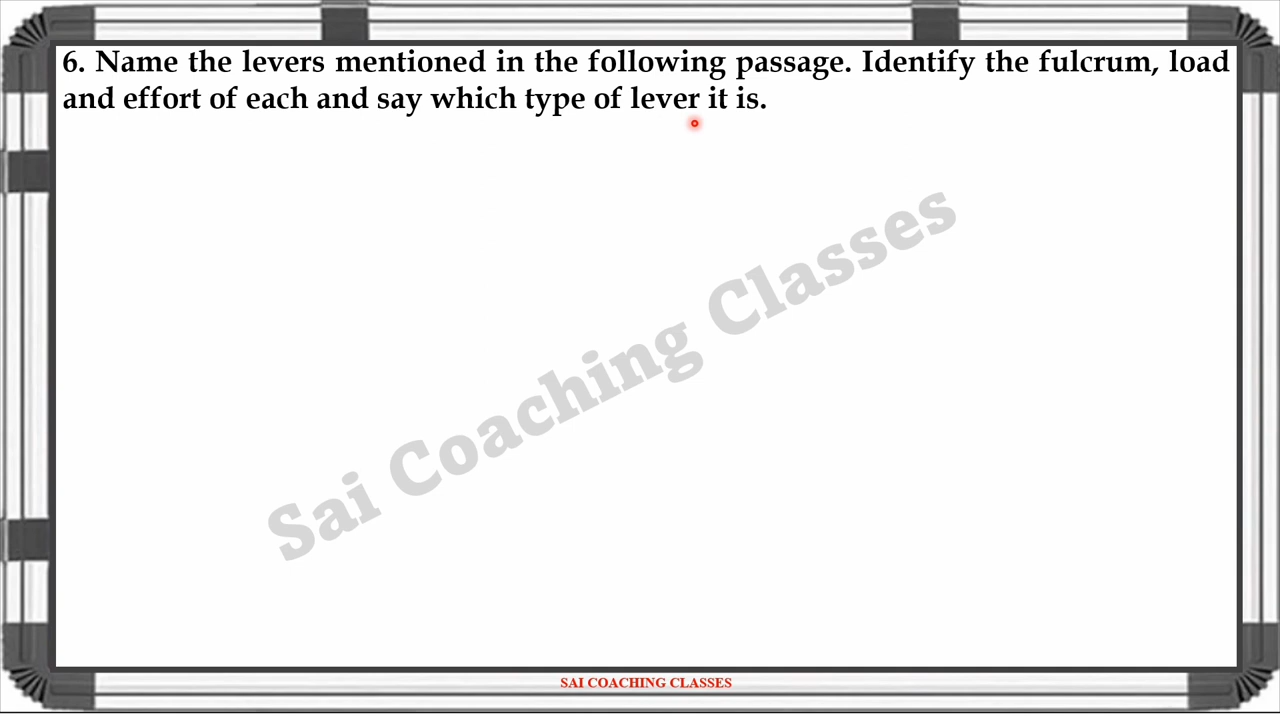 6. Name the levers mentioned in the following passage. Identify the fulcrum, load
and effort of each and say which type of lever it is.
Sai Coaching Classes
SAI COACHING CLASSES